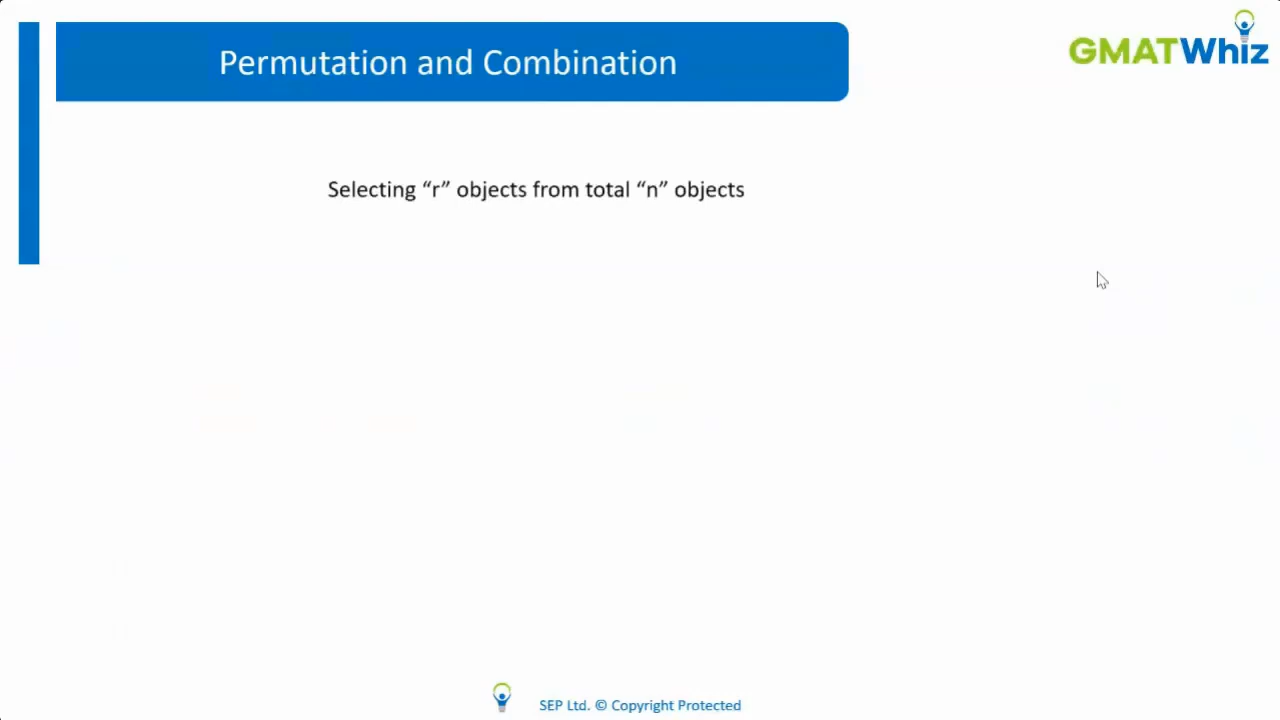 Permutation and Combination
GMATWhiz
Selecting “r” objects from total “n” objects
SEP Ltd. © Copyright Protected